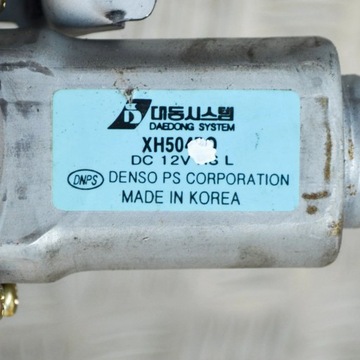 D 대동시스템
DAEDONG SYSTEM
DC 12V L
DNPS DENSO PS CORPORATION
MADE IN KOREA